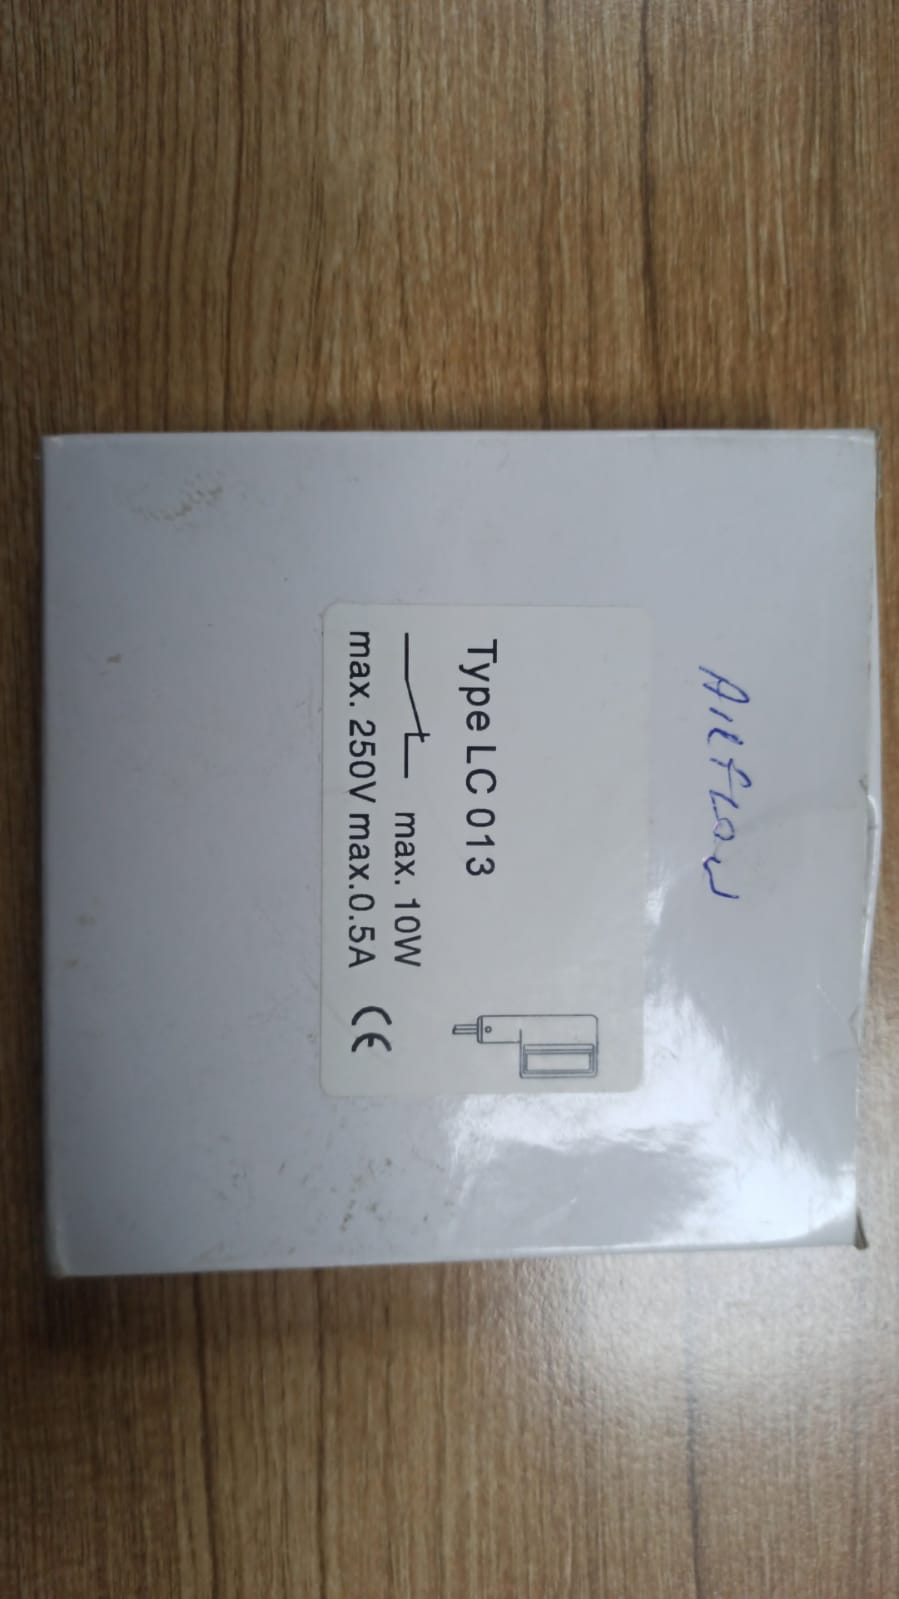 Airflow
Type LC 013
max. 10W
max. 250V max.0.5A CE